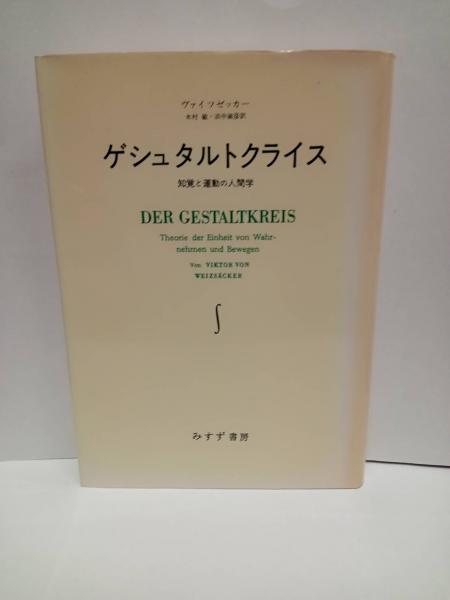 ヴァイツゼッカー
木村 敏・浜中淑彦訳
ゲシュタルトクライス
知覚と運動の人間学
DER GESTALTKREIS
Theorie der Einheit von Wahr-
nehmen und Bewegen
Von VIKTOR VON
WEIZSÄCKER
∫
みすず書房